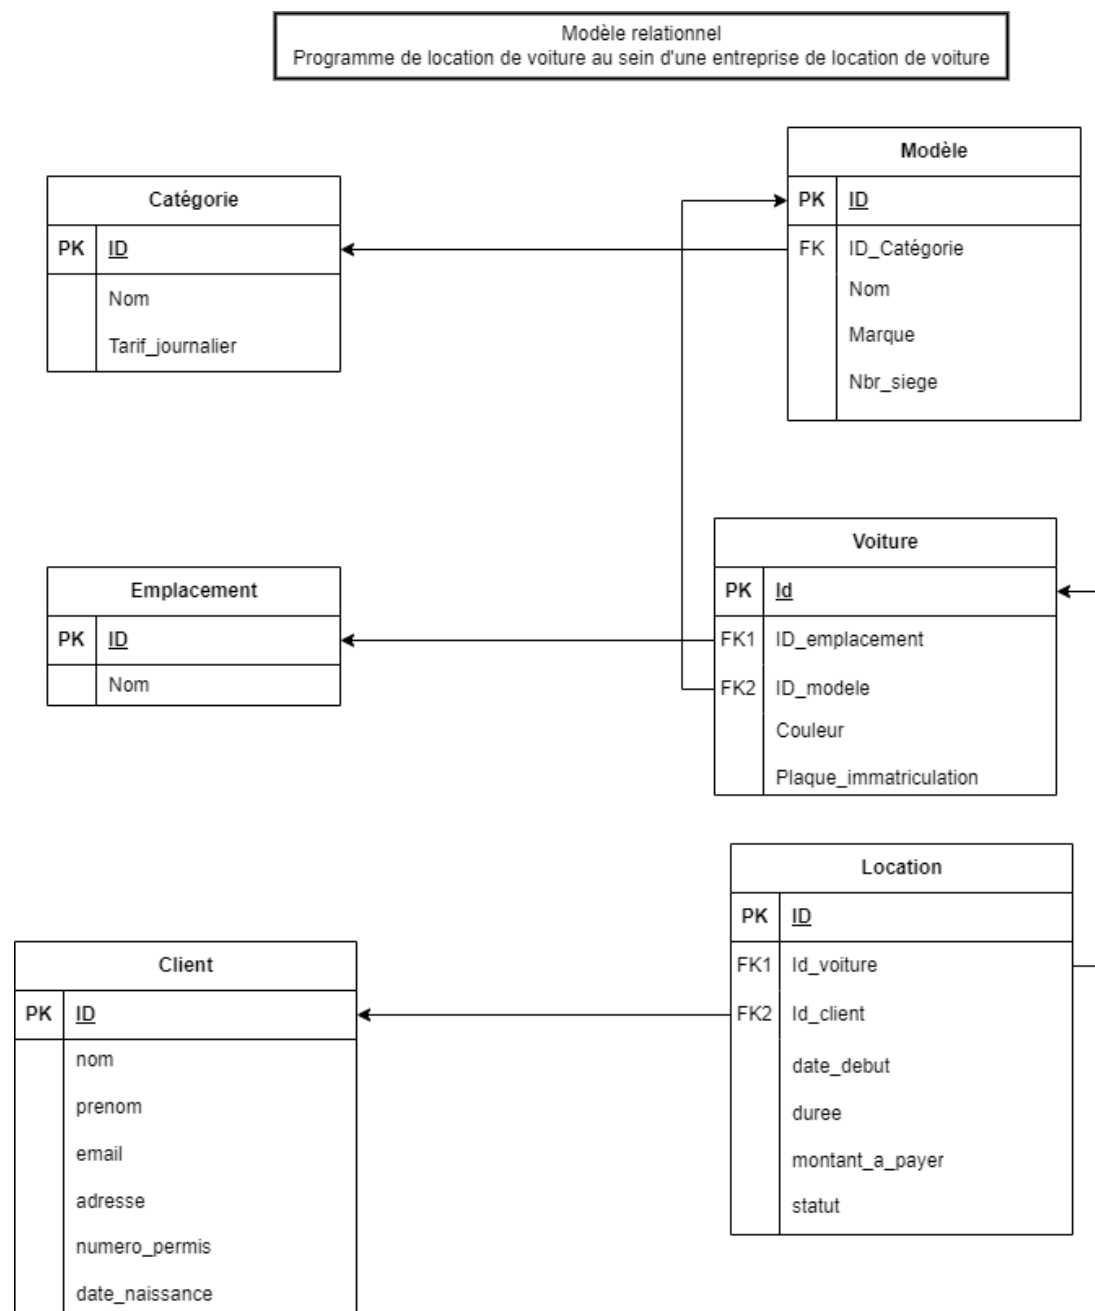 Modèle relationnel
Programme de location de voiture au sein d'une entreprise de location de voiture
Modèle
PK ID
FK ID_Catégorie
Nom
Marque
Nbr_siege
Catégorie
PK ID
Nom
Tarif_journalier
Voiture
PK Id
FK1 ID_emplacement
FK2 ID_modele
Couleur
Plaque_immatriculation
Emplacement
PK ID
Nom
Location
PK ID
FK1 Id_voiture
FK2 Id_client
date_debut
duree
montant_a_payer
statut
Client
PK ID
nom
prenom
email
adresse
numero_permis
date_naissance